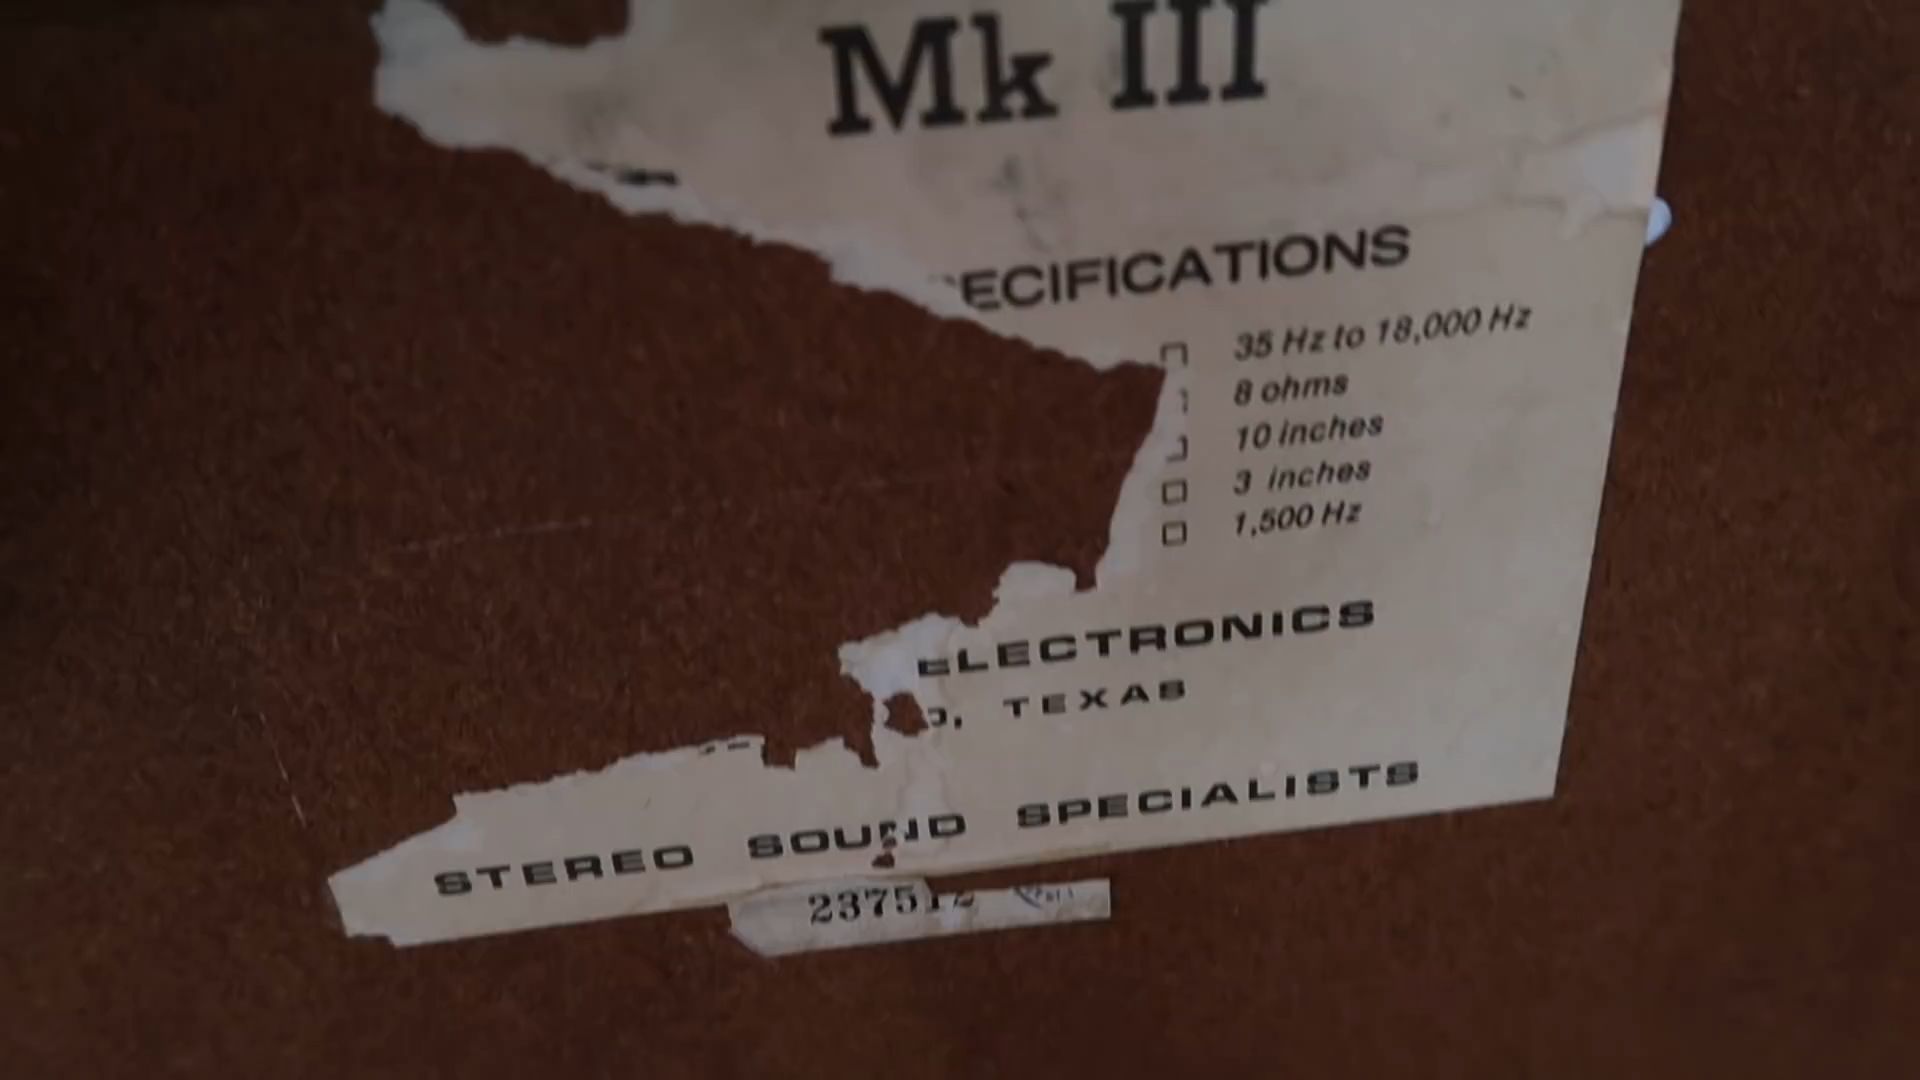 Mk III
ECIFICATIONS
35 Hz to 18,000 Hz
8 ohms
10 inches
3 inches
1,500 Hz
ELECTRONICS
, TEXAS
STEREO SOUND SPECIALISTS